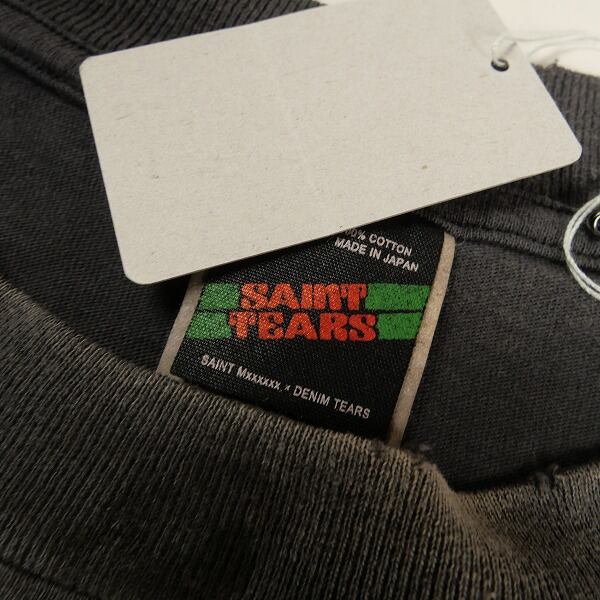 COTTON
MADE IN JAPAN
SAINT
TEARS
SAINT Mxxxxxx. × DENIM TEARS